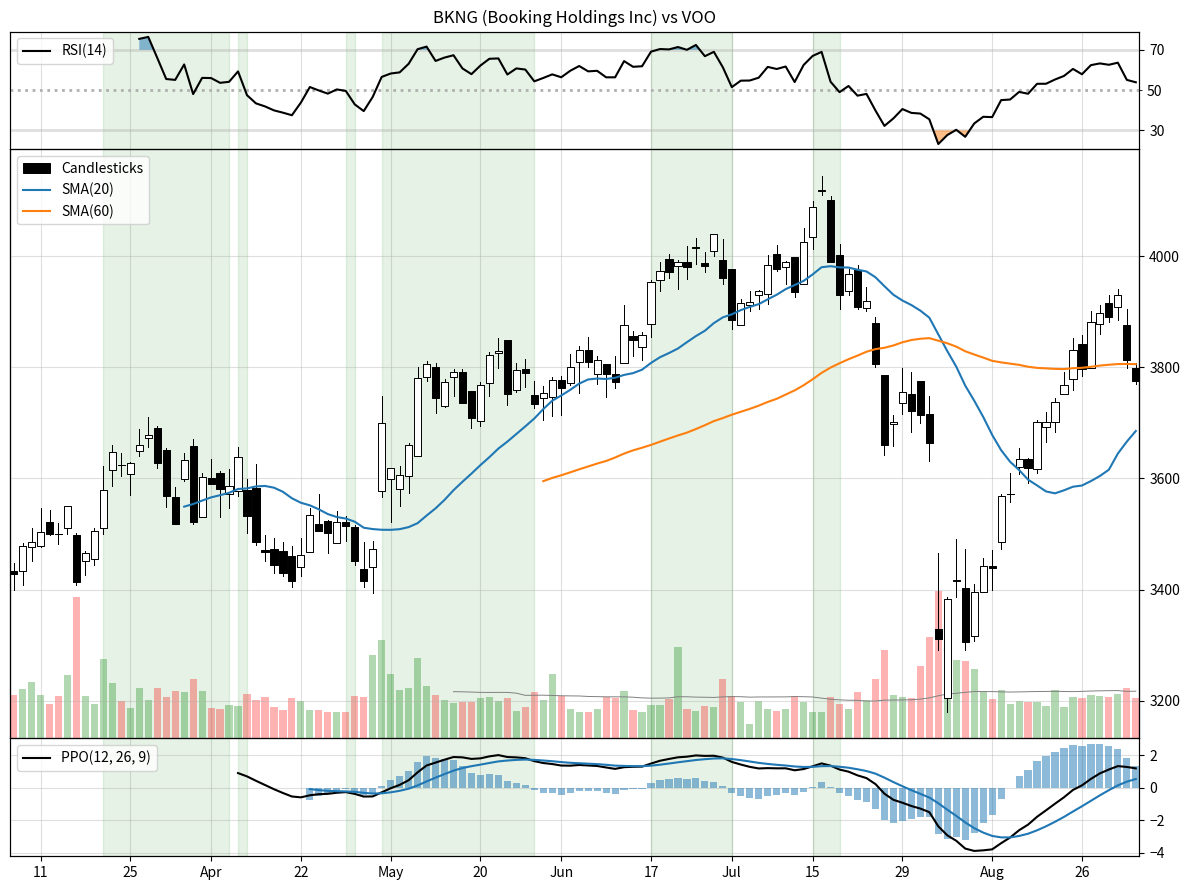 BKNG (Booking Holdings Inc) vs VOO
RSI(14)
70
50
30
Candlesticks
SMA(20)
SMA(60)
4000
3800
3600
3400
3200
PPO(12, 26, 9)
2
0
−2
−4
11 25 Apr 22 May 20 Jun 17 Jul 15 29 Aug 26